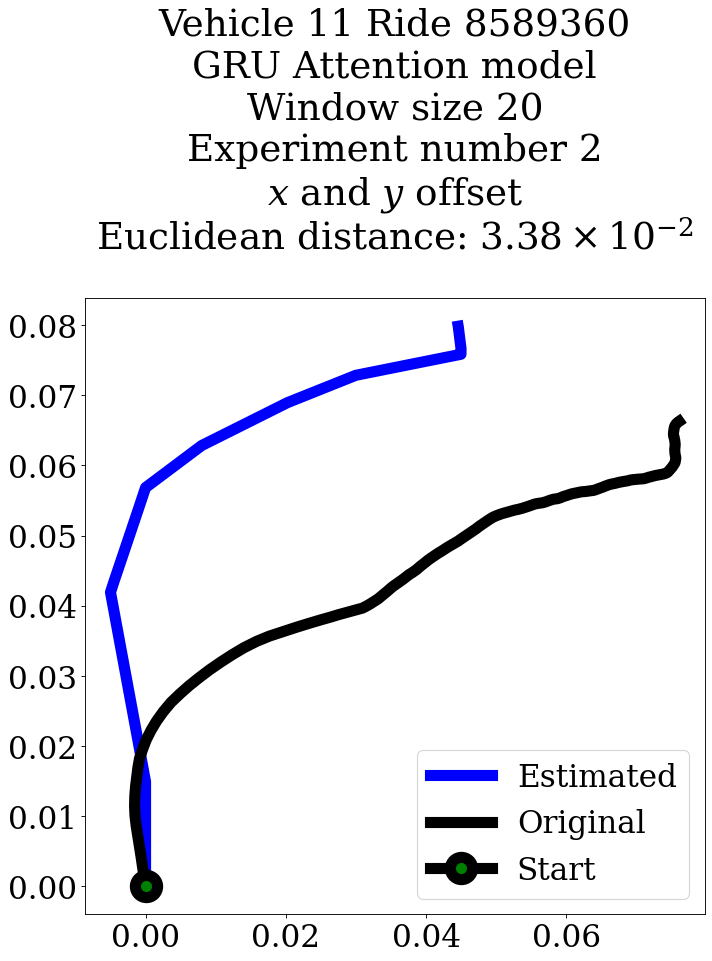 Vehicle 11 Ride 8589360
GRU Attention model
Window size 20
Experiment number 2
x and y offset
Euclidean distance: 3.38 × 10⁻²
0.08
0.07
0.06
0.05
0.04
0.03
0.02
0.01
0.00
Estimated
Original
Start
0.00 0.02 0.04 0.06